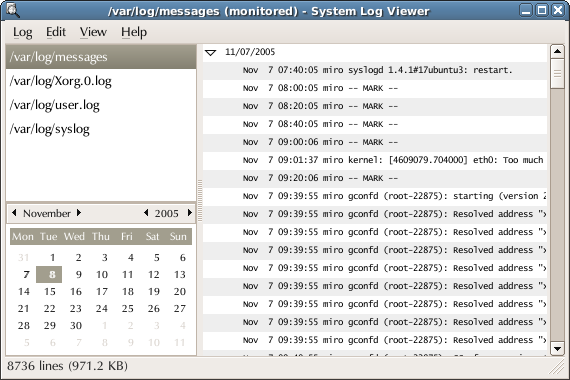 /var/log/messages (monitored) - System Log Viewer
Log Edit View Help
/var/log/messages
/var/log/Xorg.0.log
/var/log/user.log
/var/log/syslog
November 2005
Mon Tue Wed Thu Fri Sat Sun
31 1 2 3 4 5 6
7 8 9 10 11 12 13
14 15 16 17 18 19 20
21 22 23 24 25 26 27
28 29 30 1 2 3 4
5 6 7 8 9 10 11
11/07/2005
Nov 7 07:40:05 miro syslogd 1.4.1#17ubuntu3: restart.
Nov 7 08:00:05 miro -- MARK --
Nov 7 08:20:05 miro -- MARK --
Nov 7 08:40:05 miro -- MARK --
Nov 7 09:00:06 miro -- MARK --
Nov 7 09:01:37 miro kernel: [4609079.704000] eth0: Too much
Nov 7 09:20:06 miro -- MARK --
Nov 7 09:39:55 miro gconfd (root-22875): starting (version
Nov 7 09:39:55 miro gconfd (root-22875): Resolved address "
Nov 7 09:39:55 miro gconfd (root-22875): Resolved address "
Nov 7 09:39:55 miro gconfd (root-22875): Resolved address "
Nov 7 09:39:55 miro gconfd (root-22875): Resolved address "
Nov 7 09:39:55 miro gconfd (root-22875): Resolved address "
Nov 7 09:39:55 miro gconfd (root-22875): Resolved address "
Nov 7 09:39:55 miro gconfd (root-22875): Resolved address "
Nov 7 09:39:55 miro gconfd (root-22875): Resolved address "
8736 lines (971.2 KB)